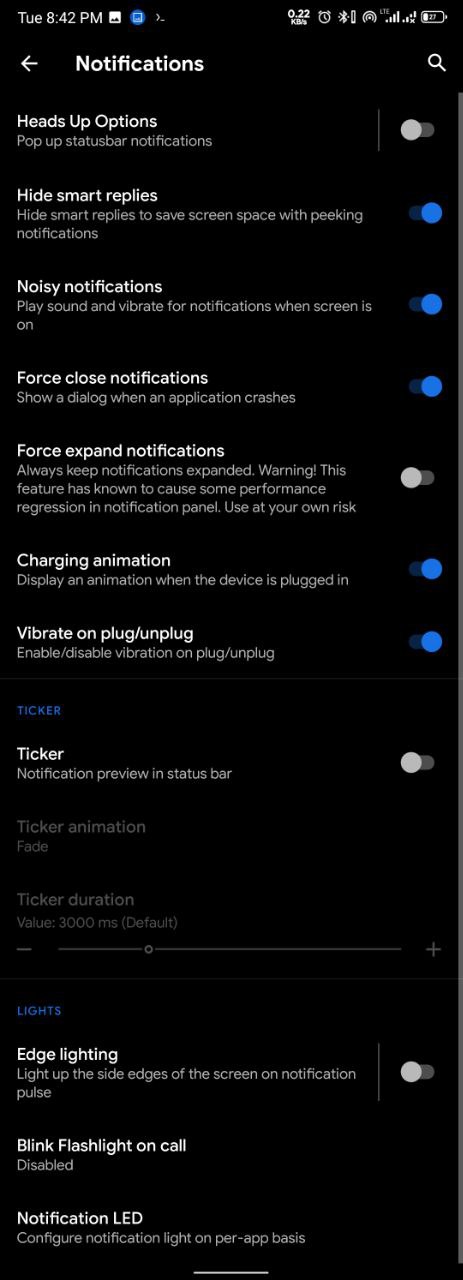 Tue 8:42 PM
0.22
KB/s
LTE
27
Notifications
Heads Up Options
Pop up statusbar notifications
Hide smart replies
Hide smart replies to save screen space with peeking
notifications
Noisy notifications
Play sound and vibrate for notifications when screen is
on
Force close notifications
Show a dialog when an application crashes
Force expand notifications
Always keep notifications expanded. Warning! This
feature has known to cause some performance
regression in notification panel. Use at your own risk
Charging animation
Display an animation when the device is plugged in
Vibrate on plug/unplug
Enable/disable vibration on plug/unplug
TICKER
Ticker
Notification preview in status bar
Ticker animation
Fade
Ticker duration
Value: 3000 ms (Default)
LIGHTS
Edge lighting
Light up the side edges of the screen on notification
pulse
Blink Flashlight on call
Disabled
Notification LED
Configure notification light on per-app basis